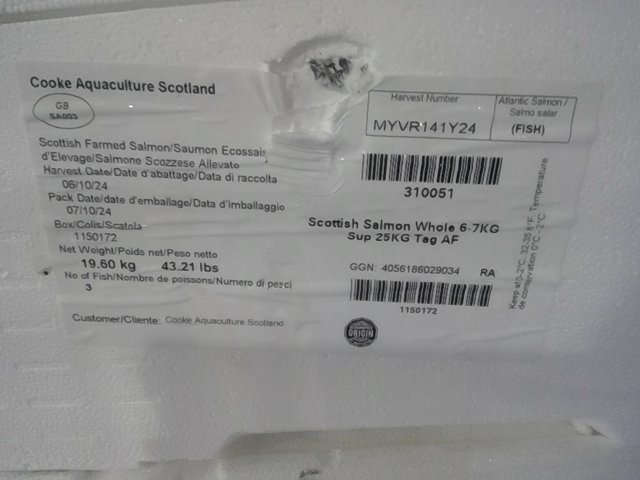 Cooke Aquaculture Scotland
GB
SA003
Harvest Number
MYVR141Y24
Atlantic Salmon /
Salmo salar
(FISH)
Scottish Farmed Salmon/Saumon Ecossais
d'Elevage/Salmone Scozzese Allevato
Harvest Date/Date d'abattage/Data di raccolta
06/10/24
Pack Date/date d'emballage/Data d'imballaggio
07/10/24
Box/Colis/Scatola
1150172
Net Weight/Poids net/Peso netto
19.60 kg 43.21 lbs
No of Fish/Nombre de poissons/Numero di pesci
3
Customer/Cliente: Cooke Aquaculture Scotland
310051
Scottish Salmon Whole 6-7KG
Sup 25KG Tag AF
GGN: 4056186029034 RA
1150172
ORIGIN
Keep at 0-2°C, 32-35.6°F. Temperature
de conservation 0°C -2°C